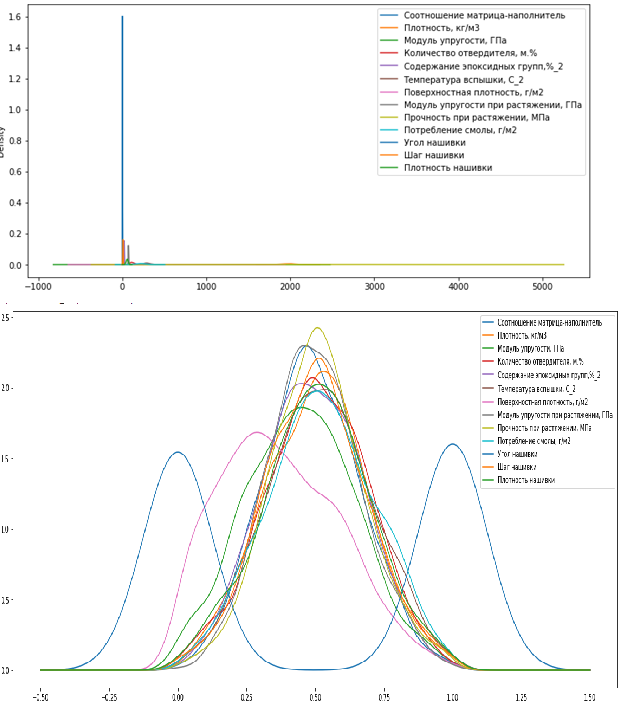 1.6
1.4
1.2
1.0
0.8
0.6
0.4
0.2
0.0
−1000 0 1000 2000 3000 4000 5000
Соотношение матрица-наполнитель
Плотность, кг/м3
Модуль упругости, ГПа
Количество отвердителя, м.%
Содержание эпоксидных групп,%_2
Температура вспышки, С_2
Поверхностная плотность, г/м2
Модуль упругости при растяжении, ГПа
Прочность при растяжении, МПа
Потребление смолы, г/м2
Угол нашивки
Шаг нашивки
Плотность нашивки
−0.50 −0.25 0.00 0.25 0.50 0.75 1.00 1.25 1.50
Соотношение матрица-наполнитель
Плотность, кг/м3
Модуль упругости, ГПа
Количество отвердителя, м.%
Содержание эпоксидных групп,%_2
Температура вспышки, С_2
Поверхностная плотность, г/м2
Модуль упругости при растяжении, ГПа
Прочность при растяжении, МПа
Потребление смолы, г/м2
Угол нашивки
Шаг нашивки
Плотность нашивки